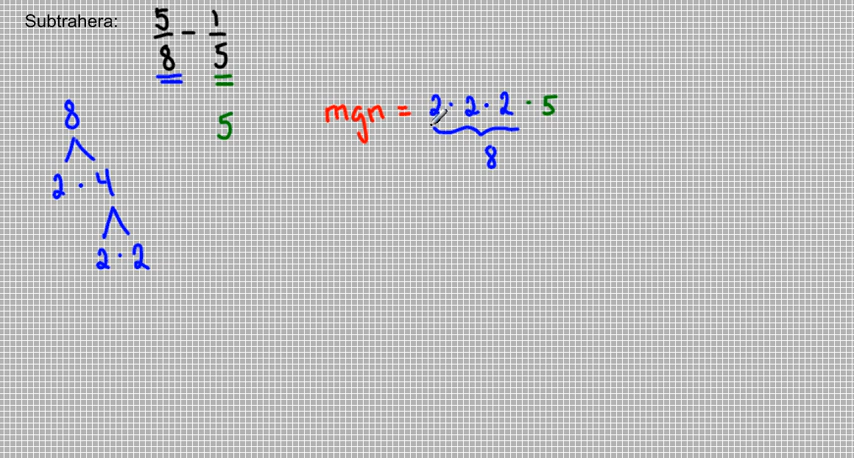 Subtrahera: 5/8 - 1/5
8 5 mgn = 2 · 2 · 2 · 5
8
2 · 4
2 · 2